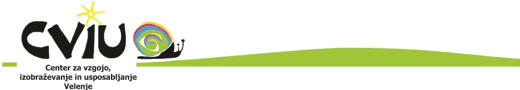 CVIU
Center za vzgojo,
izobraževanje in usposabljanje
Velenje